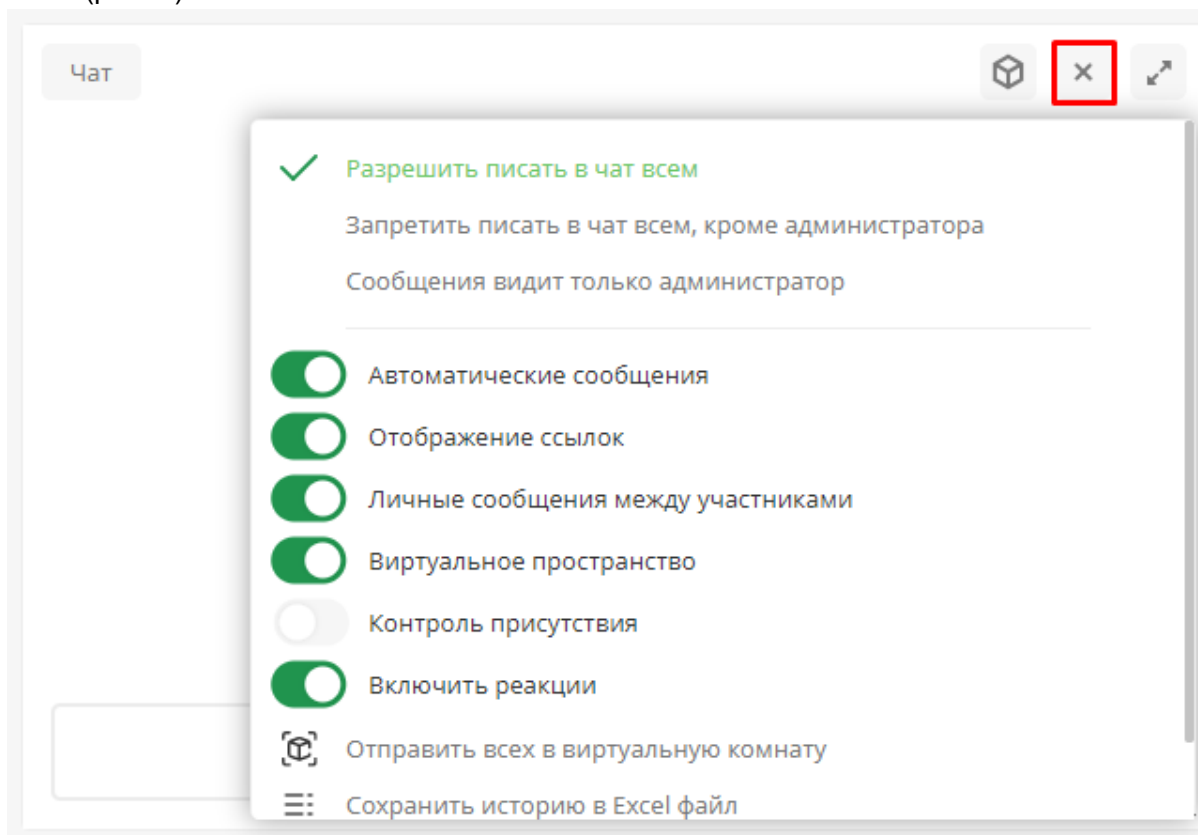 Чат
Разрешить писать в чат всем
Запретить писать в чат всем, кроме администратора
Сообщения видит только администратор
Автоматические сообщения
Отображение ссылок
Личные сообщения между участниками
Виртуальное пространство
Контроль присутствия
Включить реакции
Отправить всех в виртуальную комнату
Сохранить историю в Excel файл